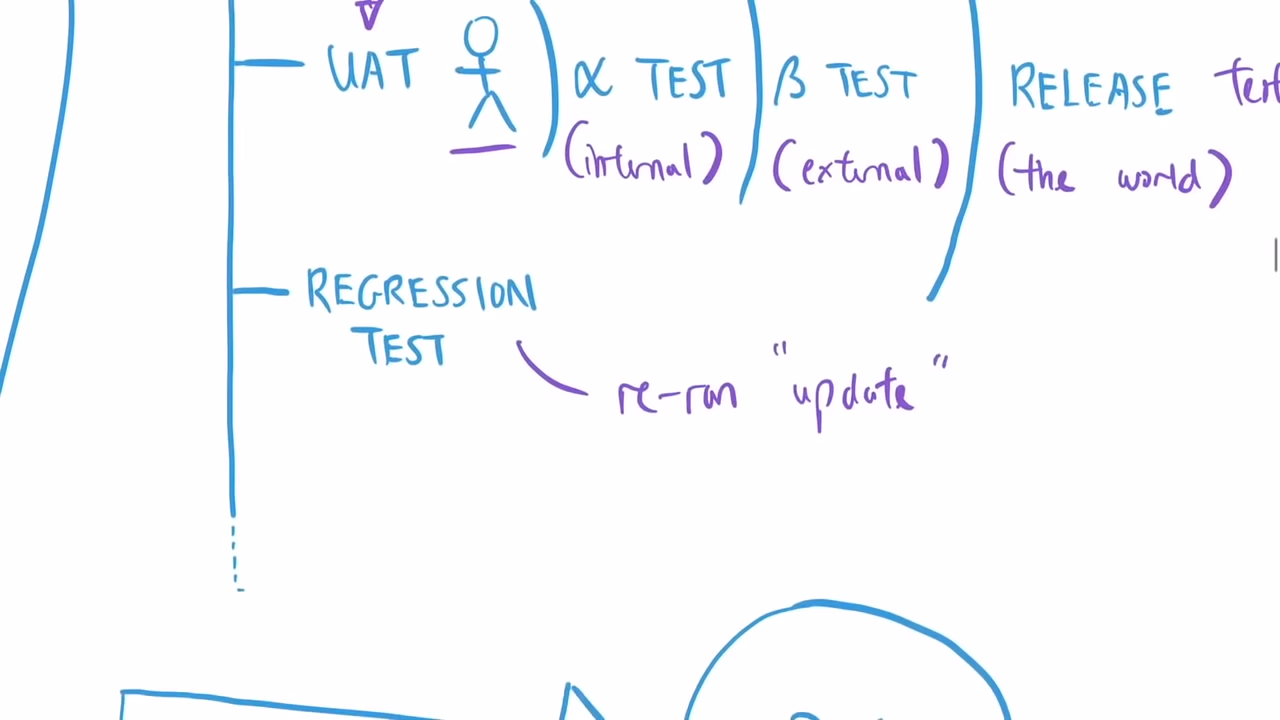 UAT
α TEST
β TEST
RELEASE
(internal)
(external)
(the world)
REGRESSION
TEST
re-run "update"